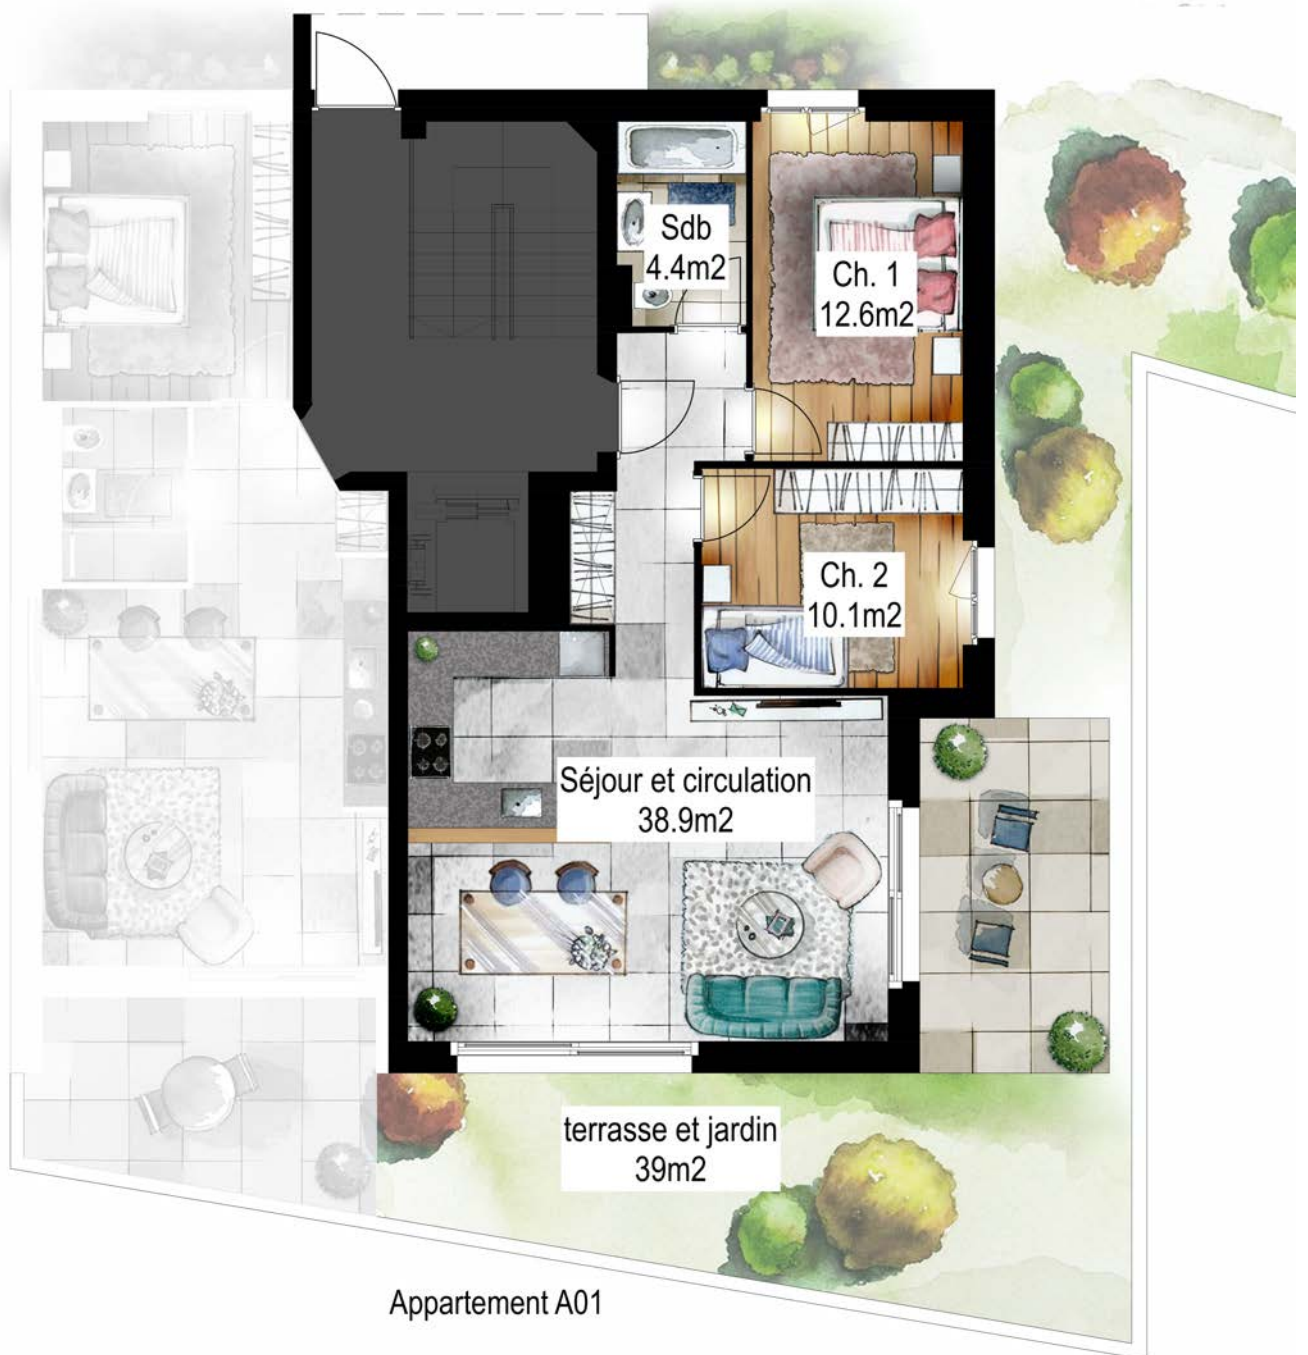 Sdb
4.4m2
Ch. 1
12.6m2
Ch. 2
10.1m2
Séjour et circulation
38.9m2
terrasse et jardin
39m2
Appartement A01